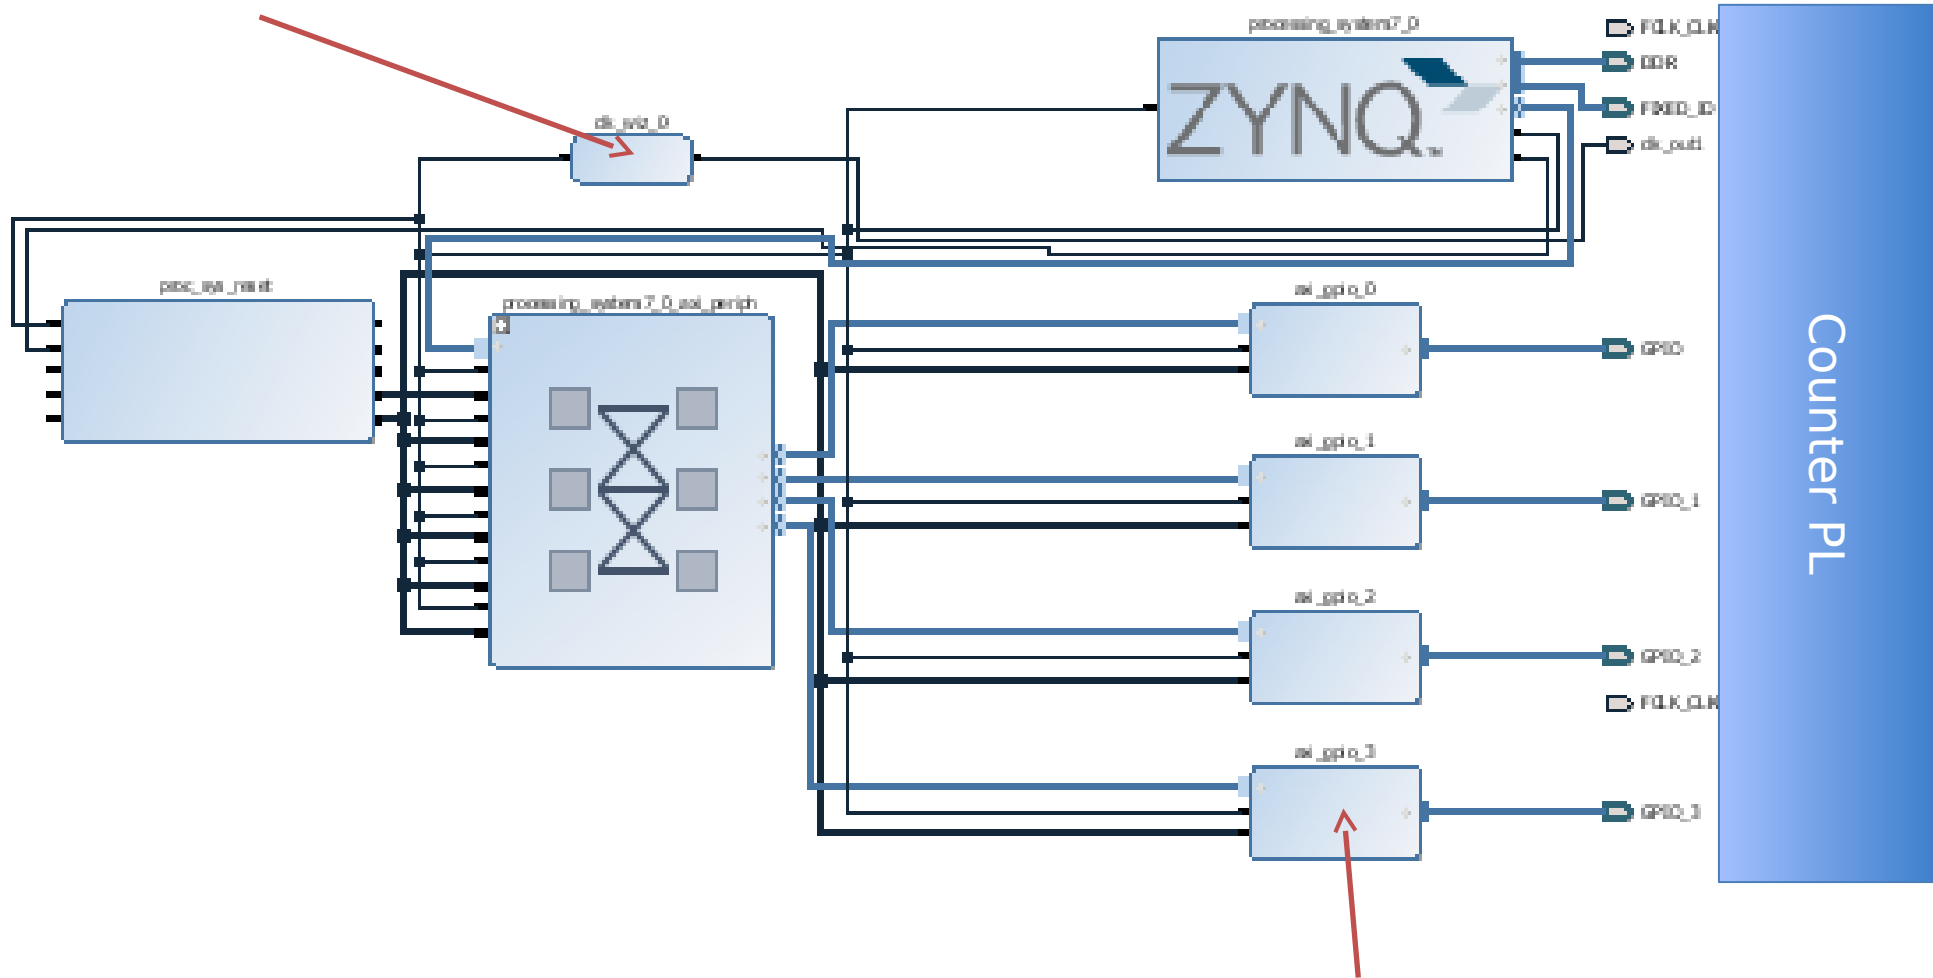 processing_system7_0
FCLK_CLK
DDR
FIXED_IO
clk_out1
ZYNQ
clk_wiz_0
proc_sys_reset
processing_system7_0_axi_periph
axi_gpio_0
GPIO
axi_gpio_1
GPIO_1
axi_gpio_2
GPIO_2
FCLK_CLK
axi_gpio_3
GPIO_3
Counter PL